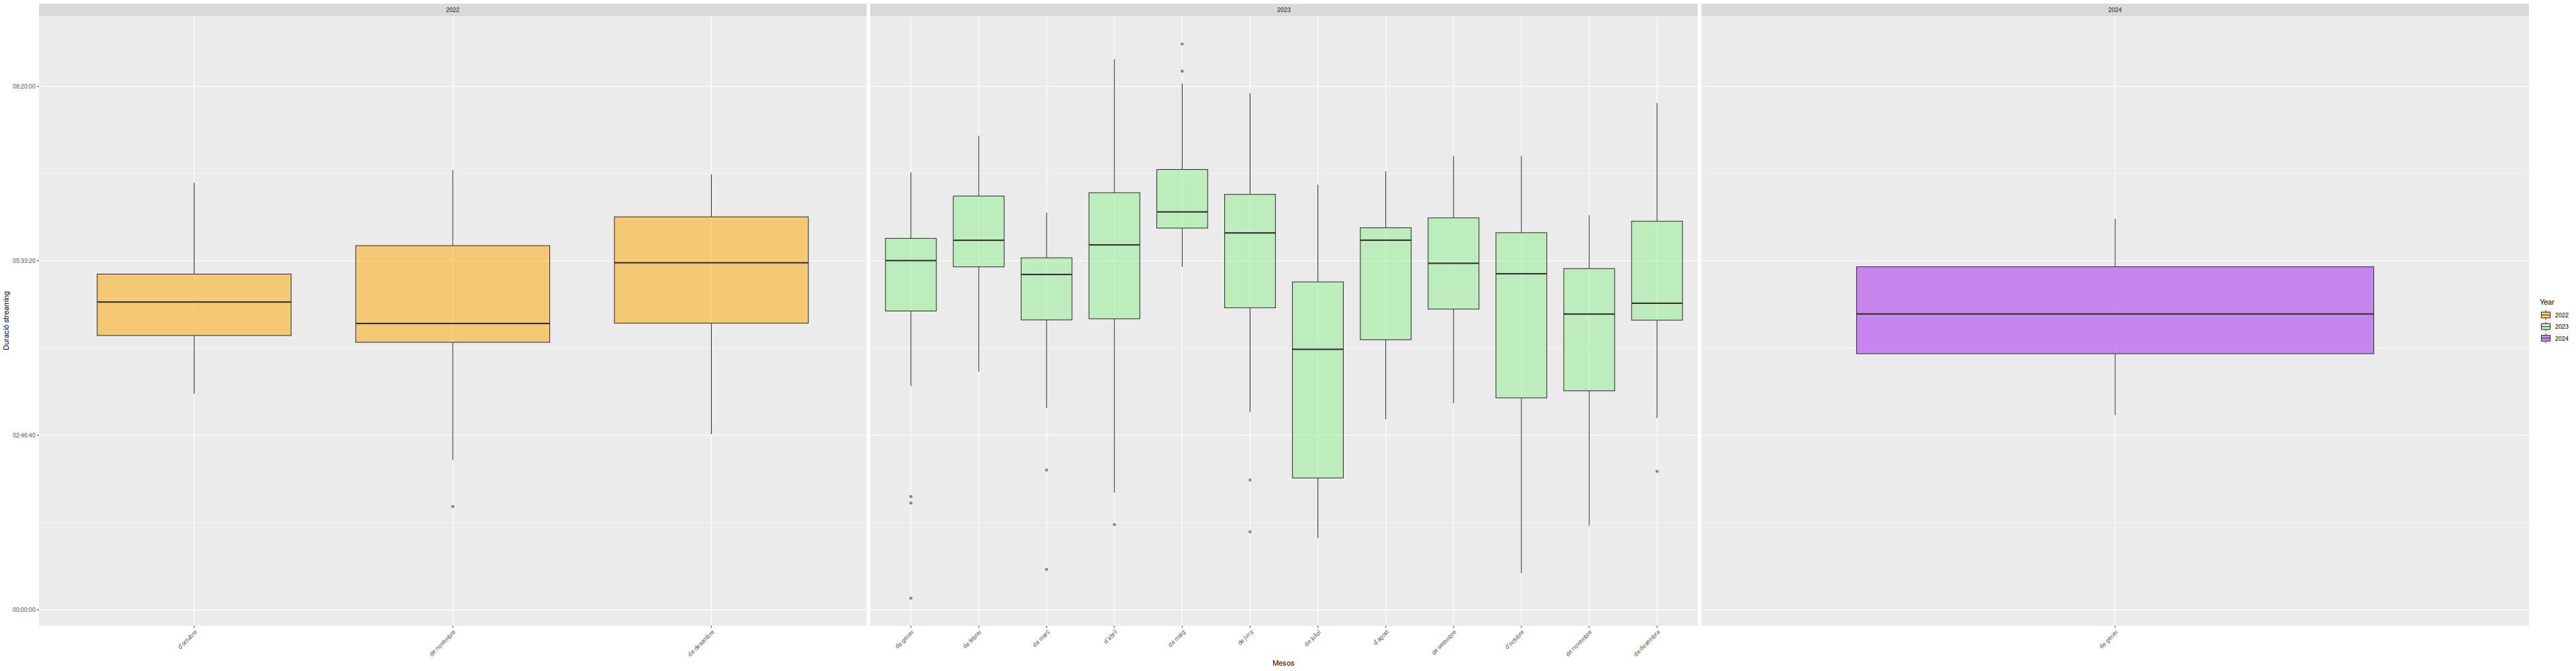 2022
2023
2024
08:20:00
05:33:20
02:46:40
00:00:00
Duració streaming
d'octubre
de novembre
de desembre
de gener
de febrer
de març
d'abril
de maig
de juny
de juliol
d'agost
de setembre
d'octubre
de novembre
de desembre
de gener
Mesos
Year
2022
2023
2024